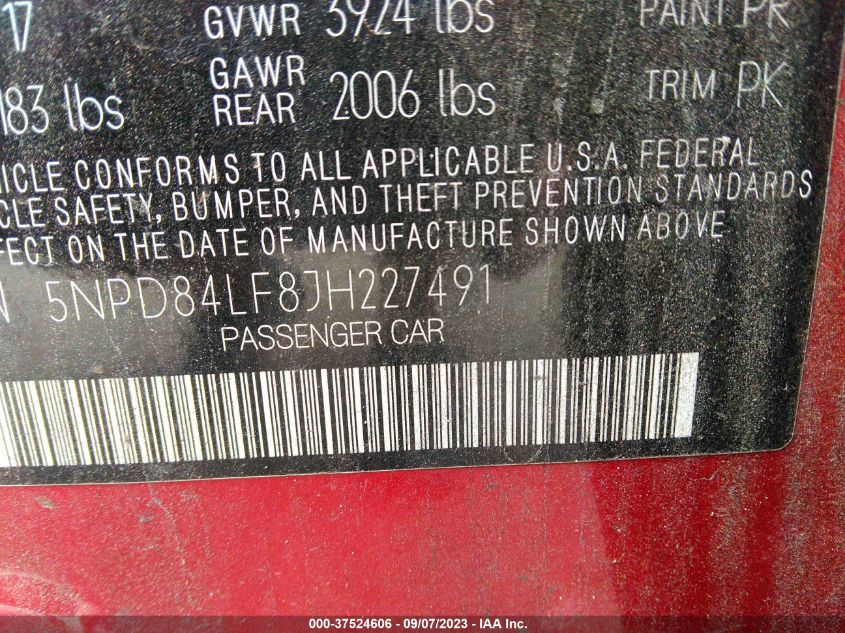 17 GVWR 3924 lbs PAINT PR
183 lbs GAWR REAR 2006 lbs TRIM PK
HICLE CONFORMS TO ALL APPLICABLE U.S.A. FEDERAL
CLE SAFETY, BUMPER, AND THEFT PREVENTION STANDARDS
FFECT ON THE DATE OF MANUFACTURE SHOWN ABOVE
N 5NPD84LF8JH227491
PASSENGER CAR
000-37524606 - 09/07/2023 - IAA Inc.